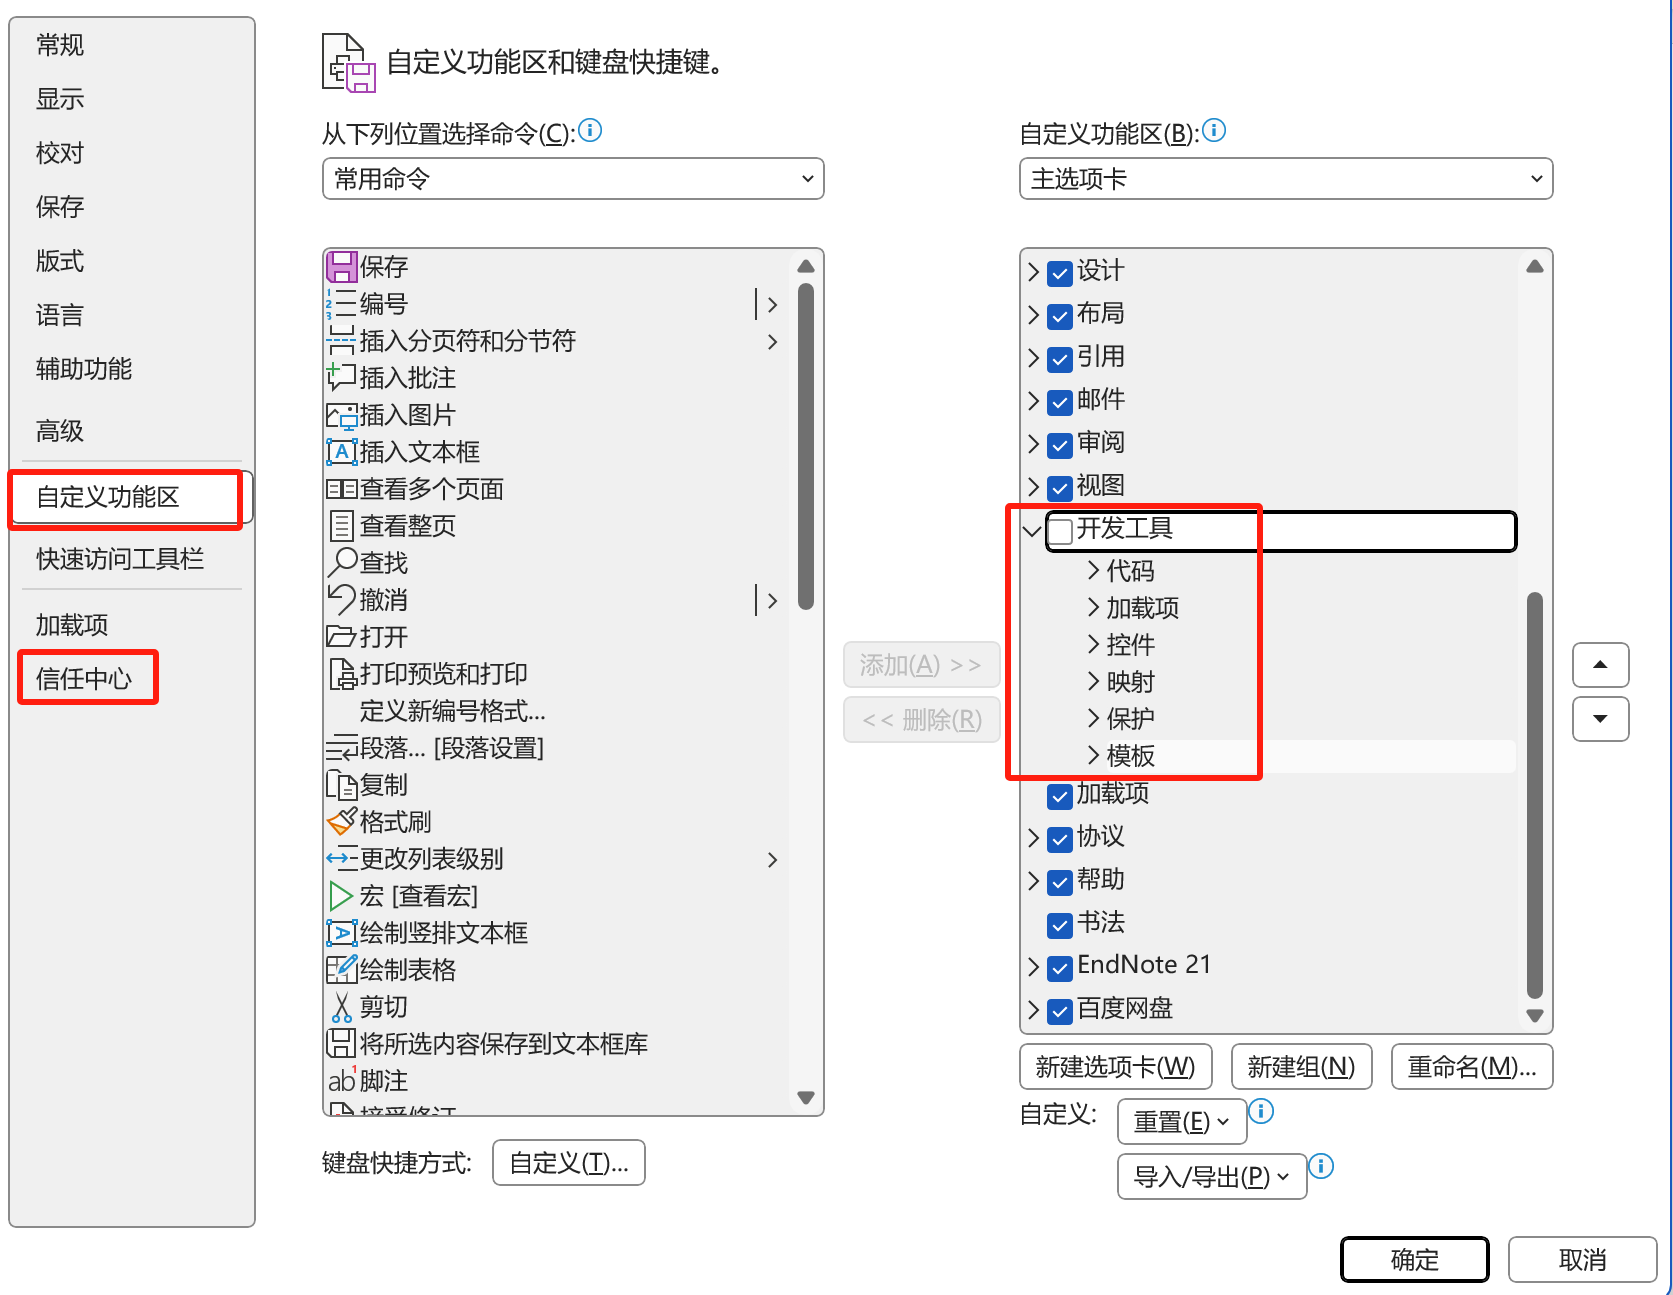 常规
显示
校对
保存
版式
语言
辅助功能
高级
自定义功能区
快速访问工具栏
加载项
信任中心
自定义功能区和键盘快捷键。
从下列位置选择命令(C):
常用命令
保存
编号
插入分页符和分节符
插入批注
插入图片
插入文本框
查看多个页面
查看整页
查找
撤消
打开
打印预览和打印
定义新编号格式...
段落... [段落设置]
复制
格式刷
更改列表级别
宏 [查看宏]
绘制竖排文本框
绘制表格
剪切
将所选内容保存到文本框库
脚注
接受修订
键盘快捷方式:
自定义(T)...
添加(A) >>
<< 删除(R)
自定义功能区(B):
主选项卡
设计
布局
引用
邮件
审阅
视图
开发工具
代码
加载项
控件
映射
保护
模板
加载项
协议
帮助
书法
EndNote 21
百度网盘
新建选项卡(W)
新建组(N)
重命名(M)...
自定义:
重置(E)
导入/导出(P)
确定
取消